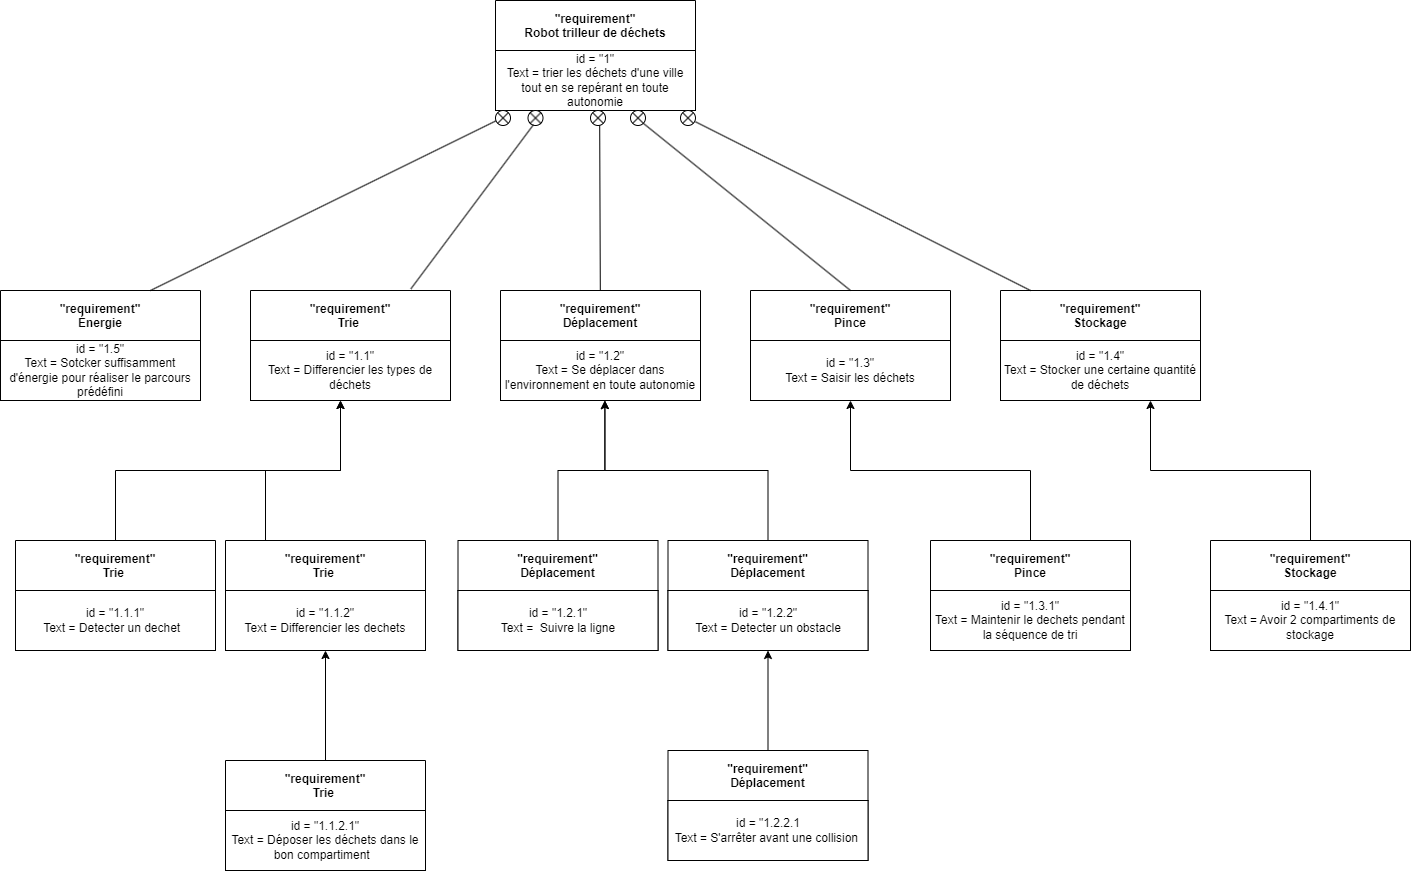 "requirement"
Robot trilleur de déchets
id = "1"
Text = trier les déchets d'une ville
tout en se repérant en toute
autonomie
"requirement"
Énergie
id = "1.5"
Text = Sotcker suffisamment
d'énergie pour réaliser le parcours
prédéfini
"requirement"
Trie
id = "1.1"
Text = Differencier les types de
déchets
"requirement"
Déplacement
id = "1.2"
Text = Se déplacer dans
l'environnement en toute autonomie
"requirement"
Pince
id = "1.3"
Text = Saisir les déchets
"requirement"
Stockage
id = "1.4"
Text = Stocker une certaine quantité
de déchets
"requirement"
Trie
id = "1.1.1"
Text = Detecter un dechet
"requirement"
Trie
id = "1.1.2"
Text = Differencier les dechets
"requirement"
Déplacement
id = "1.2.1"
Text =  Suivre la ligne
"requirement"
Déplacement
id = "1.2.2"
Text = Detecter un obstacle
"requirement"
Pince
id = "1.3.1"
Text = Maintenir le dechets pendant
la séquence de tri
"requirement"
Stockage
id = "1.4.1"
Text = Avoir 2 compartiments de
stockage
"requirement"
Trie
id = "1.1.2.1"
Text = Déposer les déchets dans le
bon compartiment
"requirement"
Déplacement
id = "1.2.2.1
Text = S'arrêter avant une collision